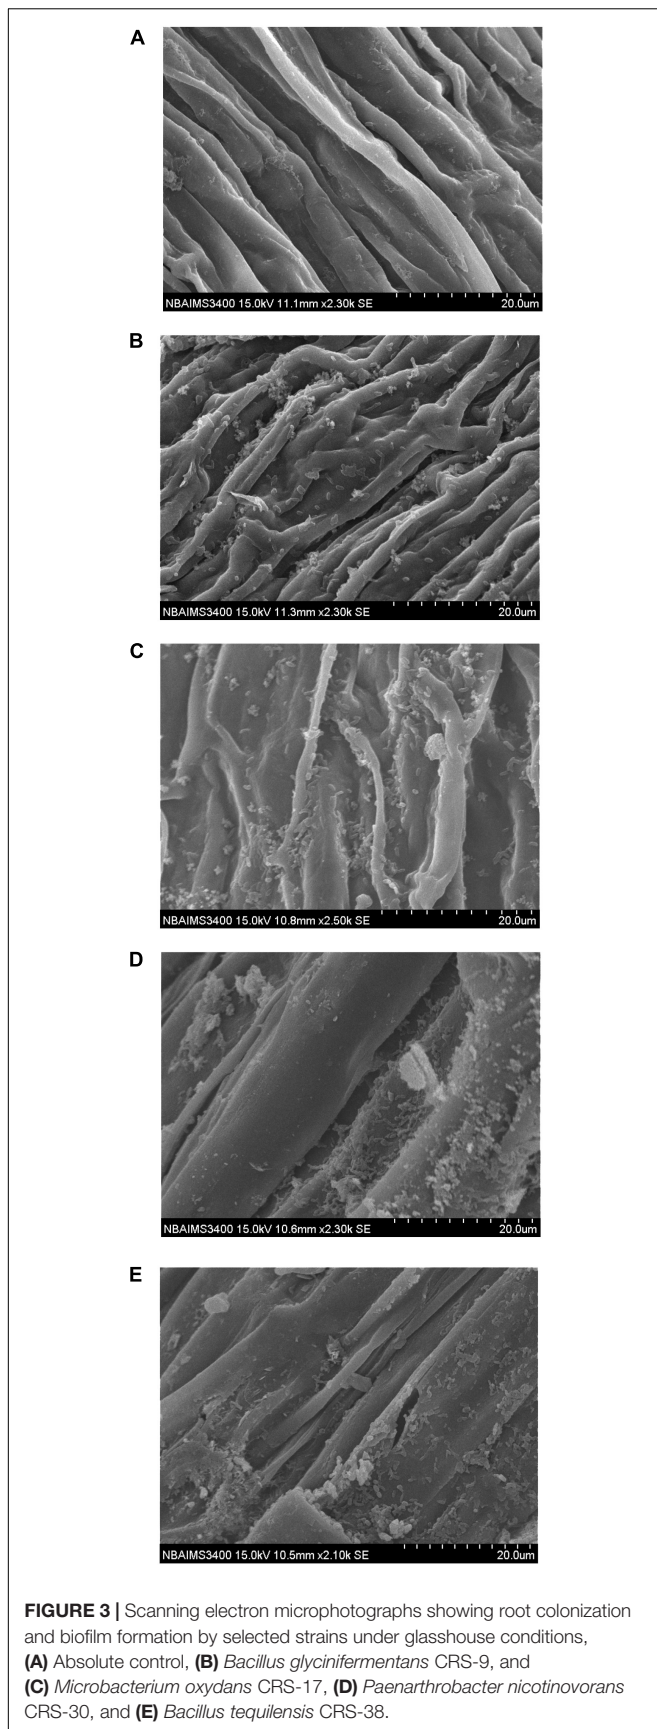 A
NBAIMS3400 15.0kV 11.1mm x2.30k SE 20.0um
B
NBAIMS3400 15.0kV 11.3mm x2.30k SE 20.0um
C
NBAIMS3400 15.0kV 10.8mm x2.50k SE 20.0um
D
NBAIMS3400 15.0kV 10.6mm x2.30k SE 20.0um
E
NBAIMS3400 15.0kV 10.5mm x2.10k SE 20.0um
FIGURE 3 | Scanning electron microphotographs showing root colonization
and biofilm formation by selected strains under glasshouse conditions,
(A) Absolute control, (B) Bacillus glycinifermentans CRS-9, and
(C) Microbacterium oxydans CRS-17, (D) Paenarthrobacter nicotinovorans
CRS-30, and (E) Bacillus tequilensis CRS-38.